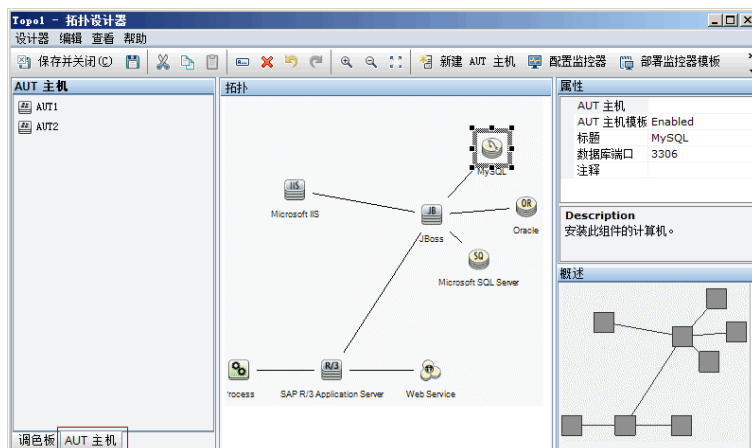 Topo1 - 拓扑设计器
设计器 编辑 查看 帮助
保存并关闭(C) 新建 AUT 主机 配置监控器 部署监控器模板
AUT 主机
AUT1
AUT2
调色板 AUT 主机
拓扑
MySQL
IIS
Microsoft IIS
JB
JBoss
OR
Oracle
SQ
Microsoft SQL Server
rocess
R/3
SAP R/3 Application Server
Web Service
属性
AUT 主机
AUT 主机模板 Enabled
标题 MySQL
数据库端口 3306
注释
Description
安装此组件的计算机。
概述